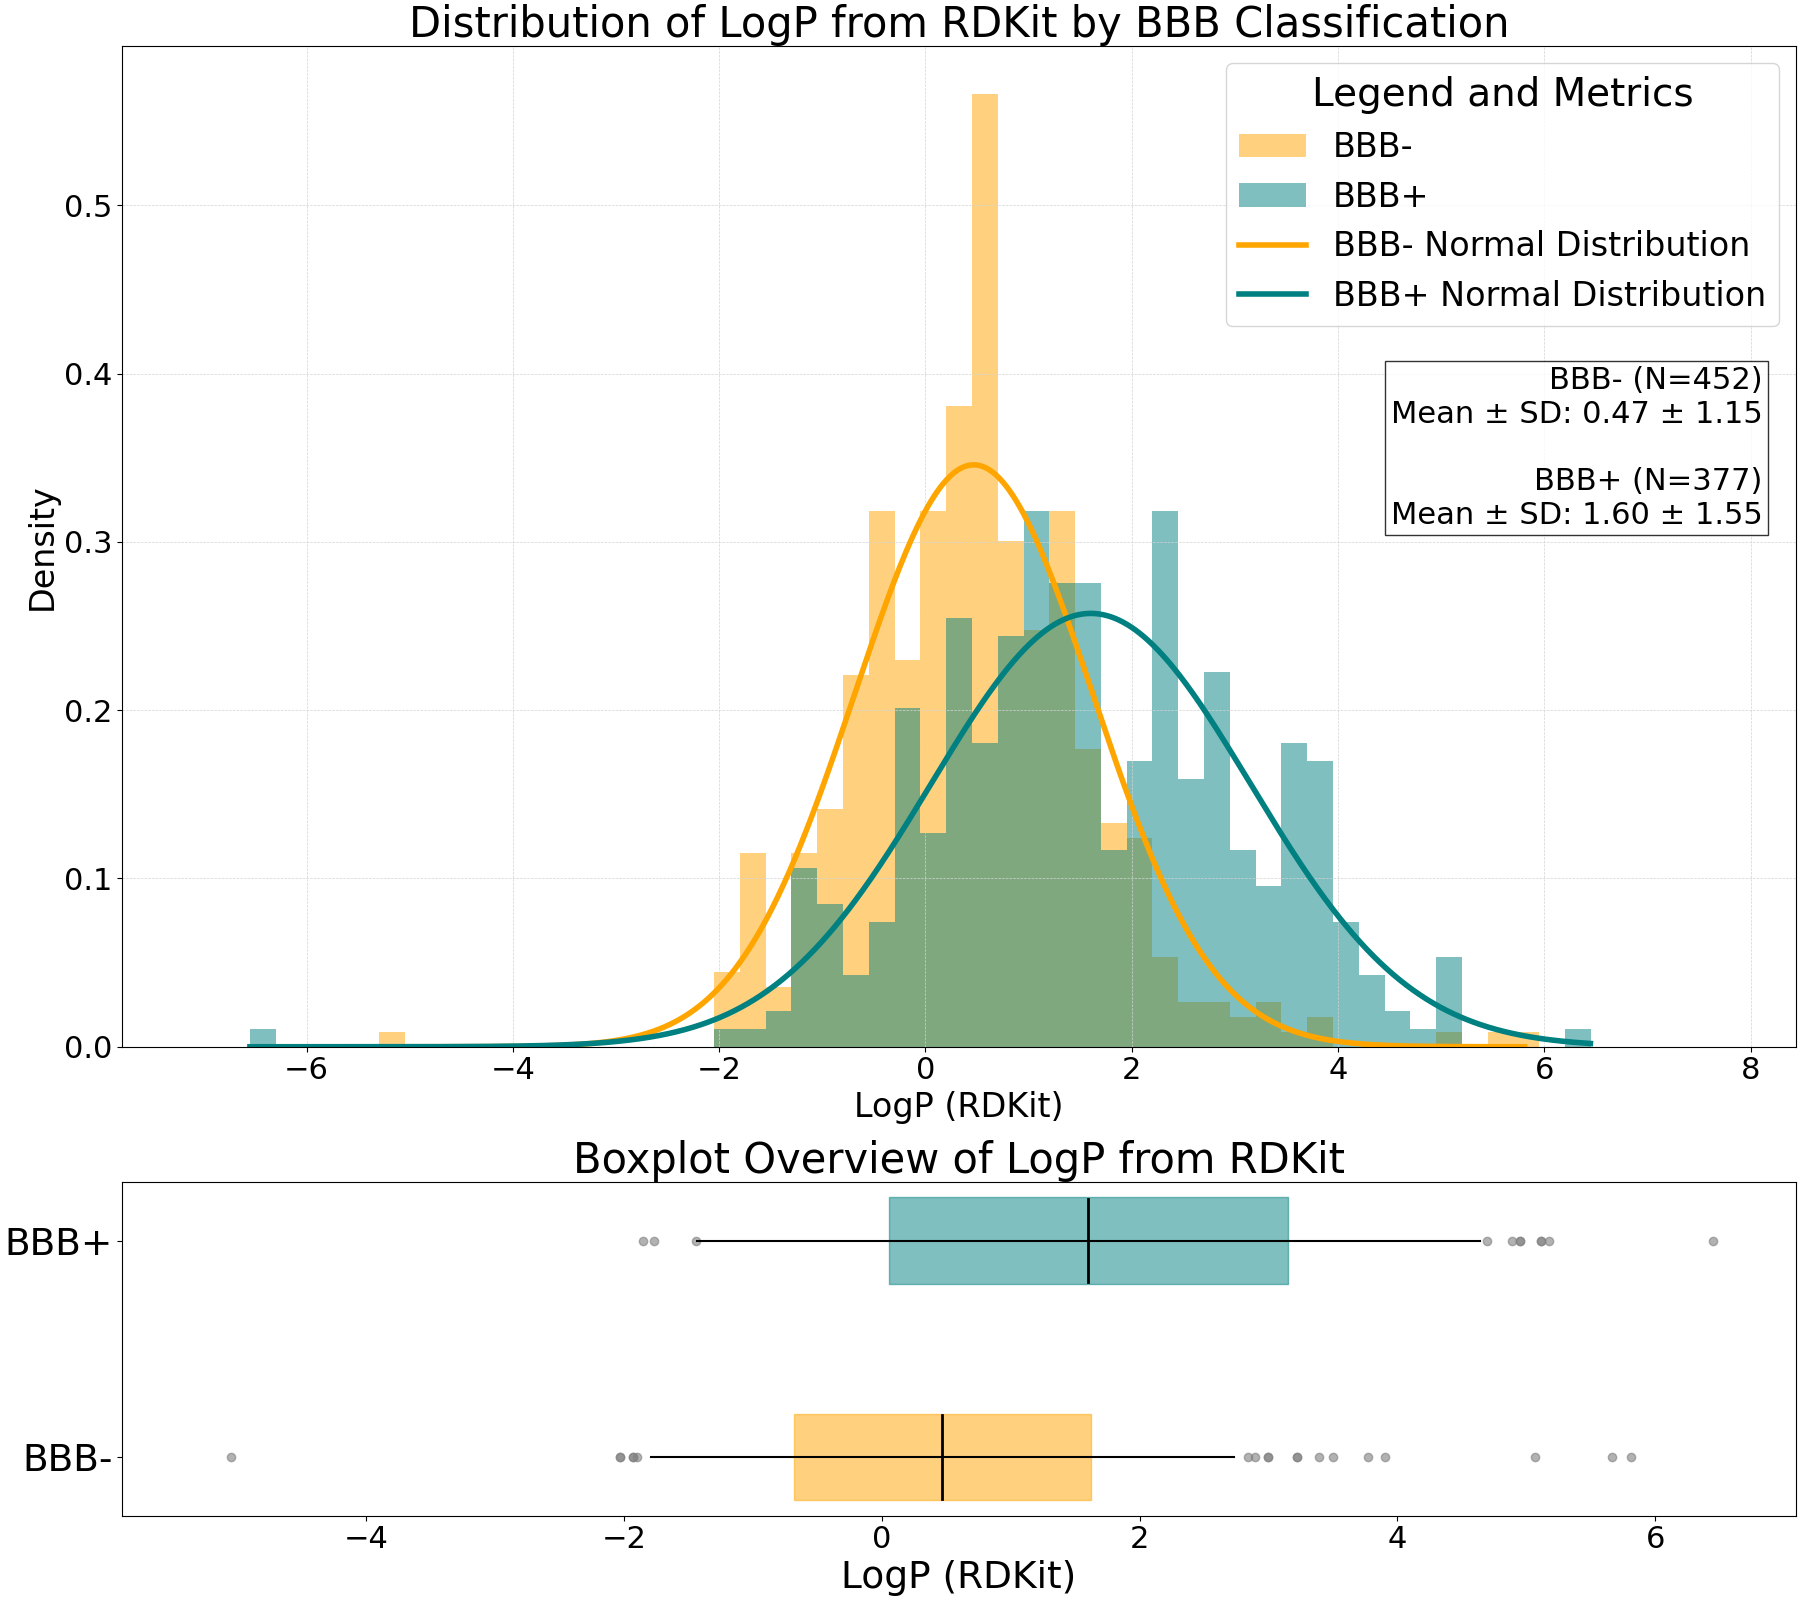 Distribution of LogP from RDKit by BBB Classification
Legend and Metrics
BBB-
BBB+
BBB- Normal Distribution
BBB+ Normal Distribution
BBB- (N=452)
Mean ± SD: 0.47 ± 1.15
BBB+ (N=377)
Mean ± SD: 1.60 ± 1.55
Density
0.5
0.4
0.3
0.2
0.1
0.0
−6 −4 −2 0 2 4 6 8
LogP (RDKit)
Boxplot Overview of LogP from RDKit
BBB+
BBB-
−4 −2 0 2 4 6
LogP (RDKit)